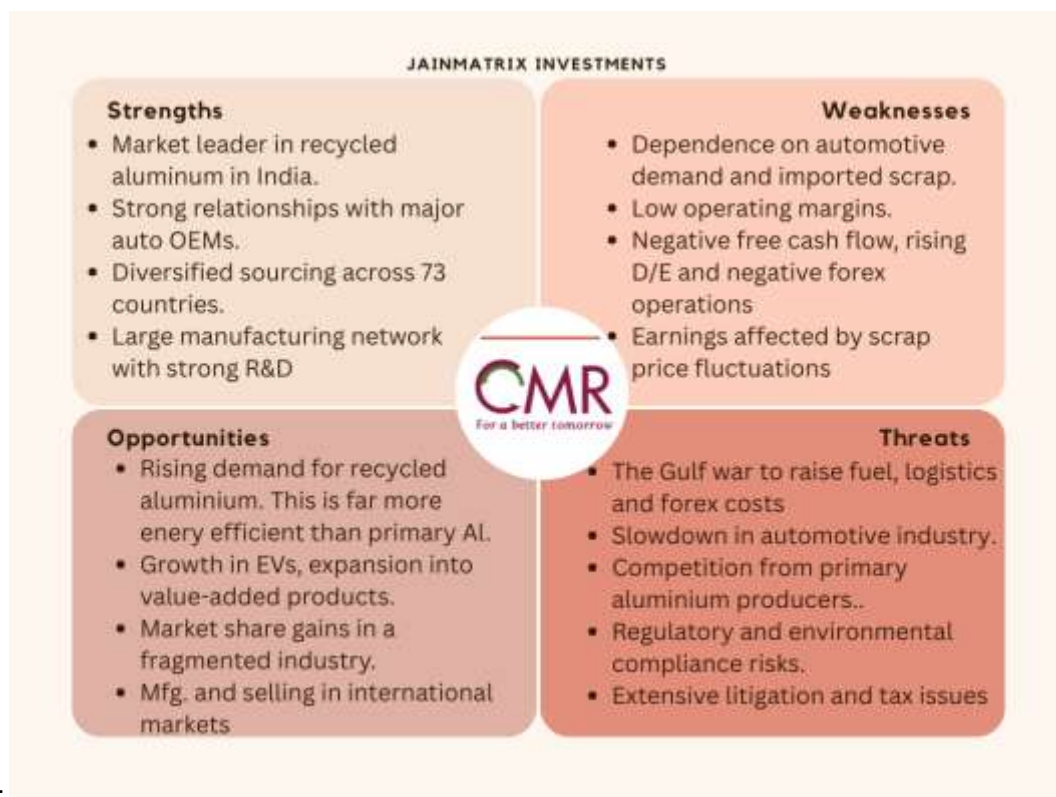 JAINMATRIX INVESTMENTS
Strengths
• Market leader in recycled
aluminum in India.
• Strong relationships with major
auto OEMs.
• Diversified sourcing across 73
countries.
• Large manufacturing network
with strong R&D
Weaknesses
• Dependence on automotive
demand and imported scrap.
• Low operating margins.
• Negative free cash flow, rising
D/E and negative forex
operations
• Earnings affected by scrap
price fluctuations
CMR
For a better tomorrow
Opportunities
• Rising demand for recycled
aluminium. This is far more
enery efficient than primary Al.
• Growth in EVs, expansion into
value-added products.
• Market share gains in a
fragmented industry.
• Mfg. and selling in international
markets
Threats
• The Gulf war to raise fuel, logistics
and forex costs
• Slowdown in automotive industry.
• Competition from primary
aluminium producers..
• Regulatory and environmental
compliance risks.
• Extensive litigation and tax issues
.